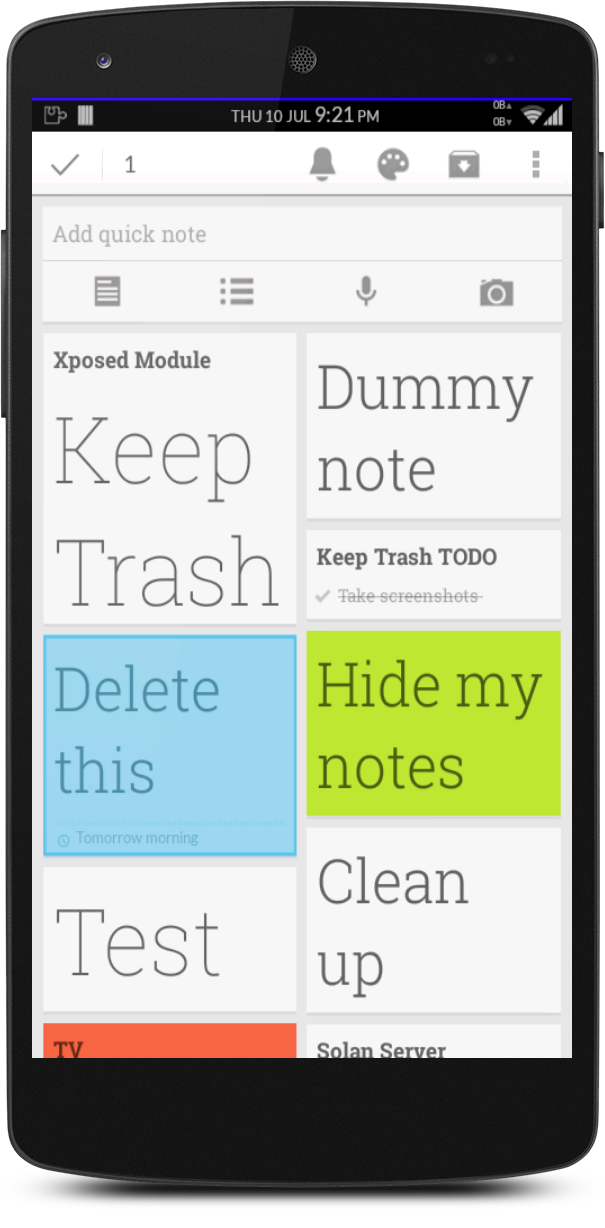 THU 10 JUL 9:21 PM
0B▲
0B▼
1
Add quick note
Xposed Module
Keep
Trash
Dummy
note
Keep Trash TODO
Take screenshots
Delete
this
Tomorrow morning
Hide my
notes
Test
Clean
up
TV
Solan Server